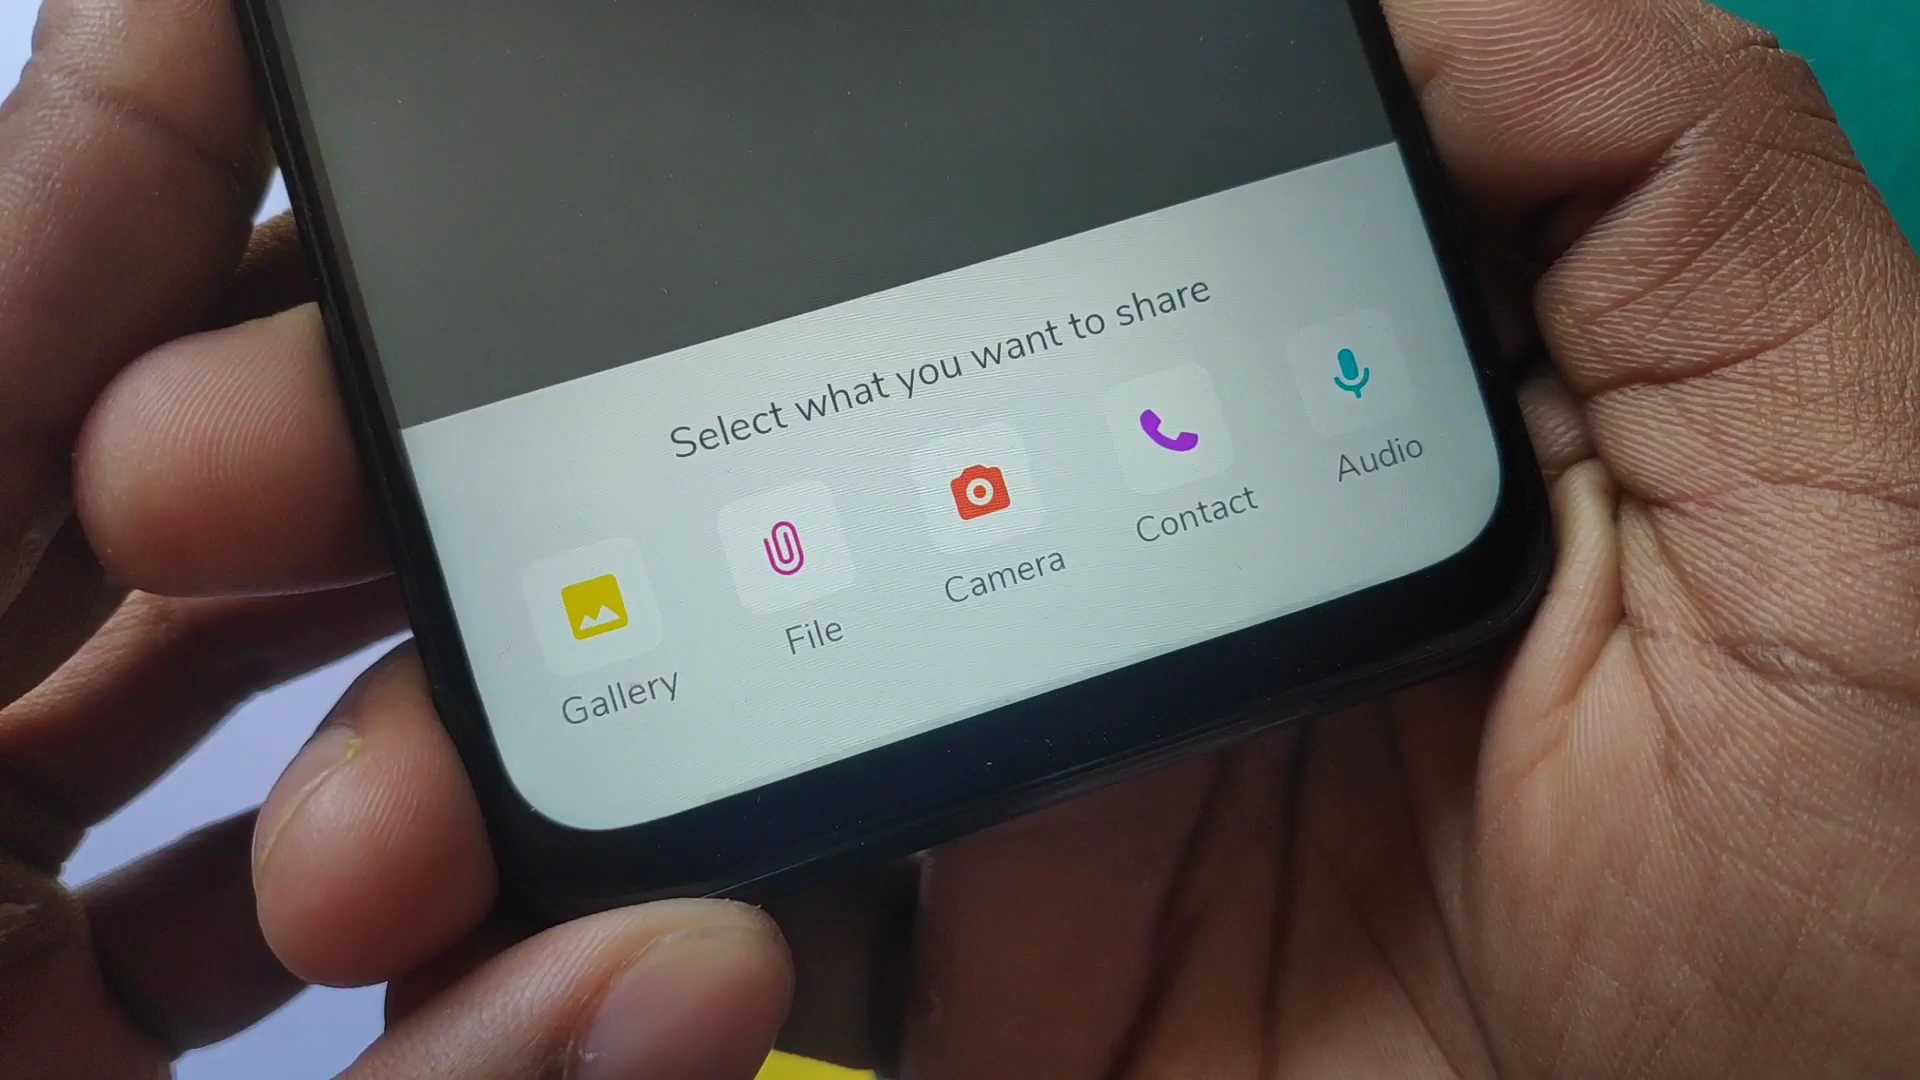 Select what you want to share
Gallery
File
Camera
Contact
Audio